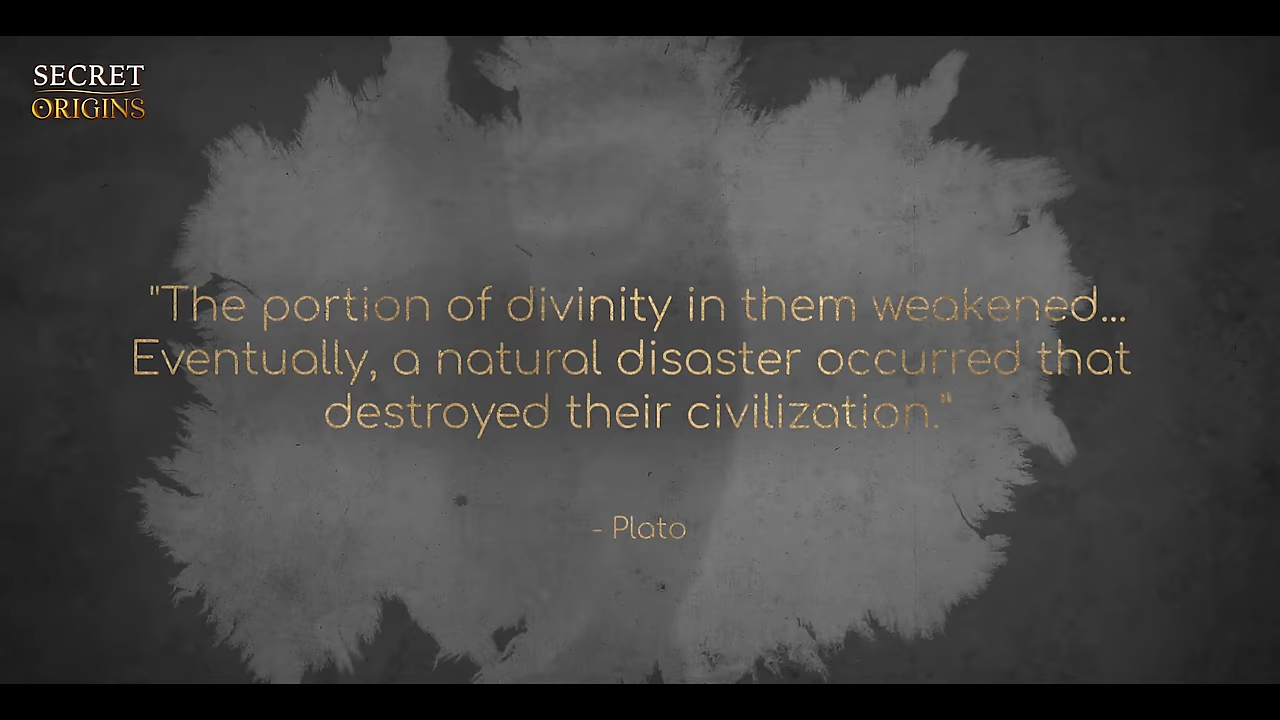 SECRET
ORIGINS
"The portion of divinity in them weakened...
Eventually, a natural disaster occurred that
destroyed their civilization."
- Plato